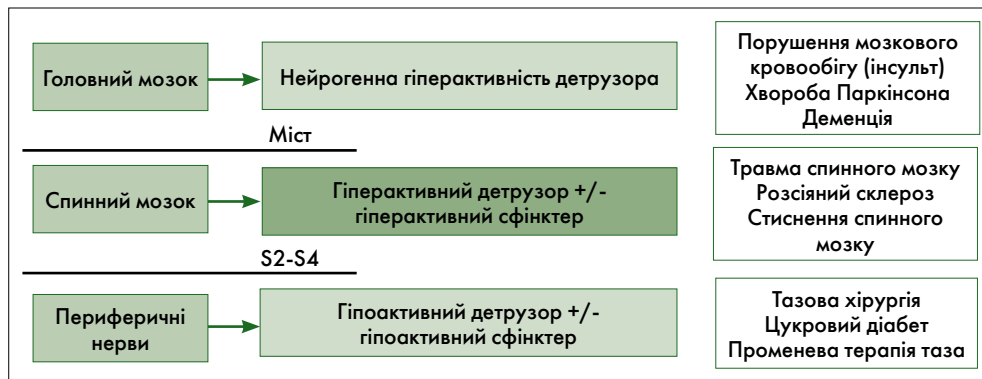 Головний мозок
Нейрогенна гіперактивність детрузора
Порушення мозкового
кровообігу (інсульт)
Хвороба Паркінсона
Деменція
Міст
Спинний мозок
Гіперактивний детрузор +/-
гіперактивний сфінктер
Травма спинного мозку
Розсіяний склероз
Стиснення спинного
мозку
S2-S4
Периферичні
нерви
Гіпоактивний детрузор +/-
гіпоактивний сфінктер
Тазова хірургія
Цукровий діабет
Променева терапія таза